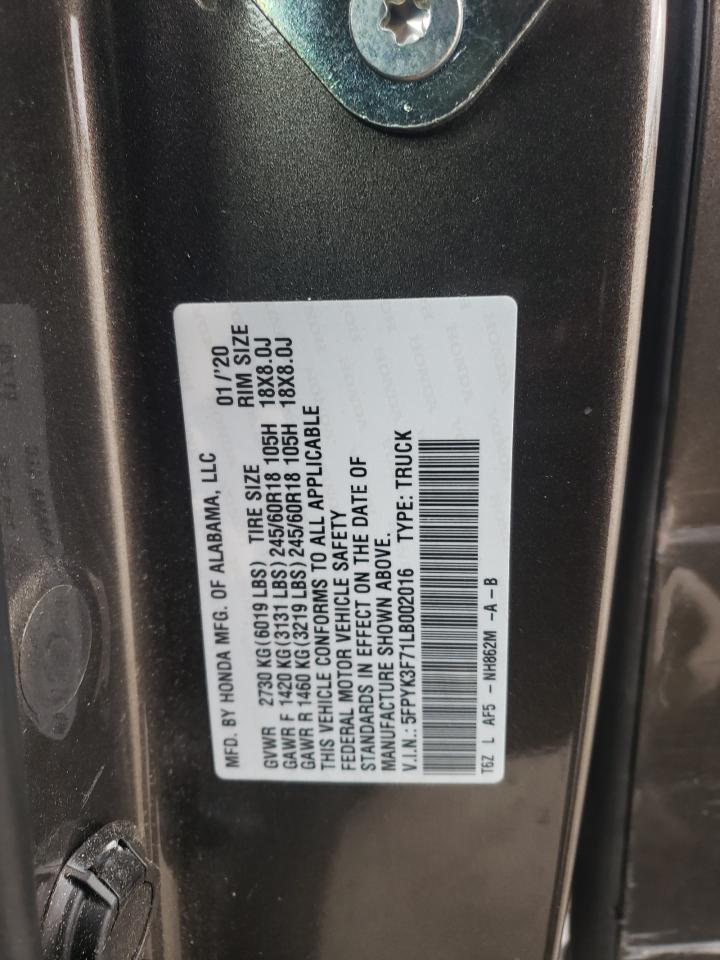 MFD. BY HONDA MFG. OF ALABAMA, LLC 01/'20
GVWR 2730 KG(6019 LBS) TIRE SIZE RIM SIZE
GAWR F 1420 KG(3131 LBS) 245/60R18 105H 18X8.0J
GAWR R 1460 KG(3219 LBS) 245/60R18 105H 18X8.0J
THIS VEHICLE CONFORMS TO ALL APPLICABLE
FEDERAL MOTOR VEHICLE SAFETY
STANDARDS IN EFFECT ON THE DATE OF
MANUFACTURE SHOWN ABOVE.
V.I.N.: 5FPYK3F71LB002016 TYPE: TRUCK
T6Z L AF5 - NH862M -A-B